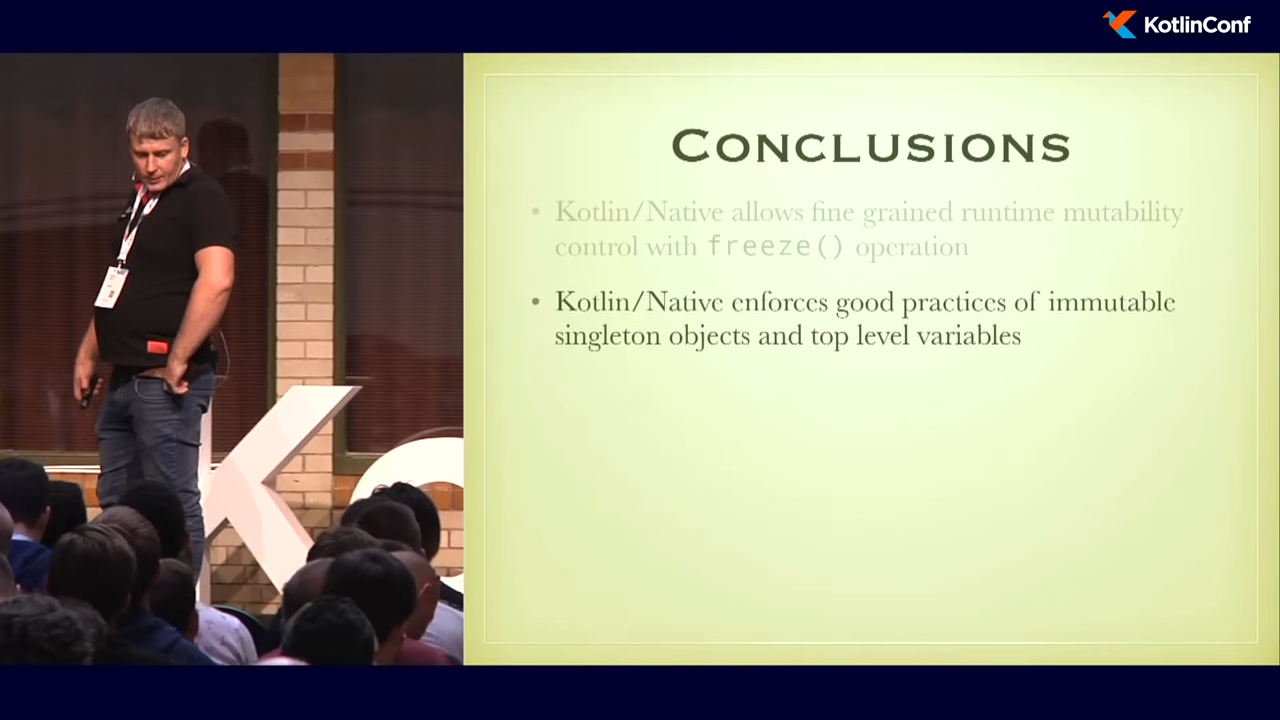 KotlinConf
Conclusions
• Kotlin/Native allows fine grained runtime mutability
control with freeze() operation
• Kotlin/Native enforces good practices of immutable
singleton objects and top level variables
Ko